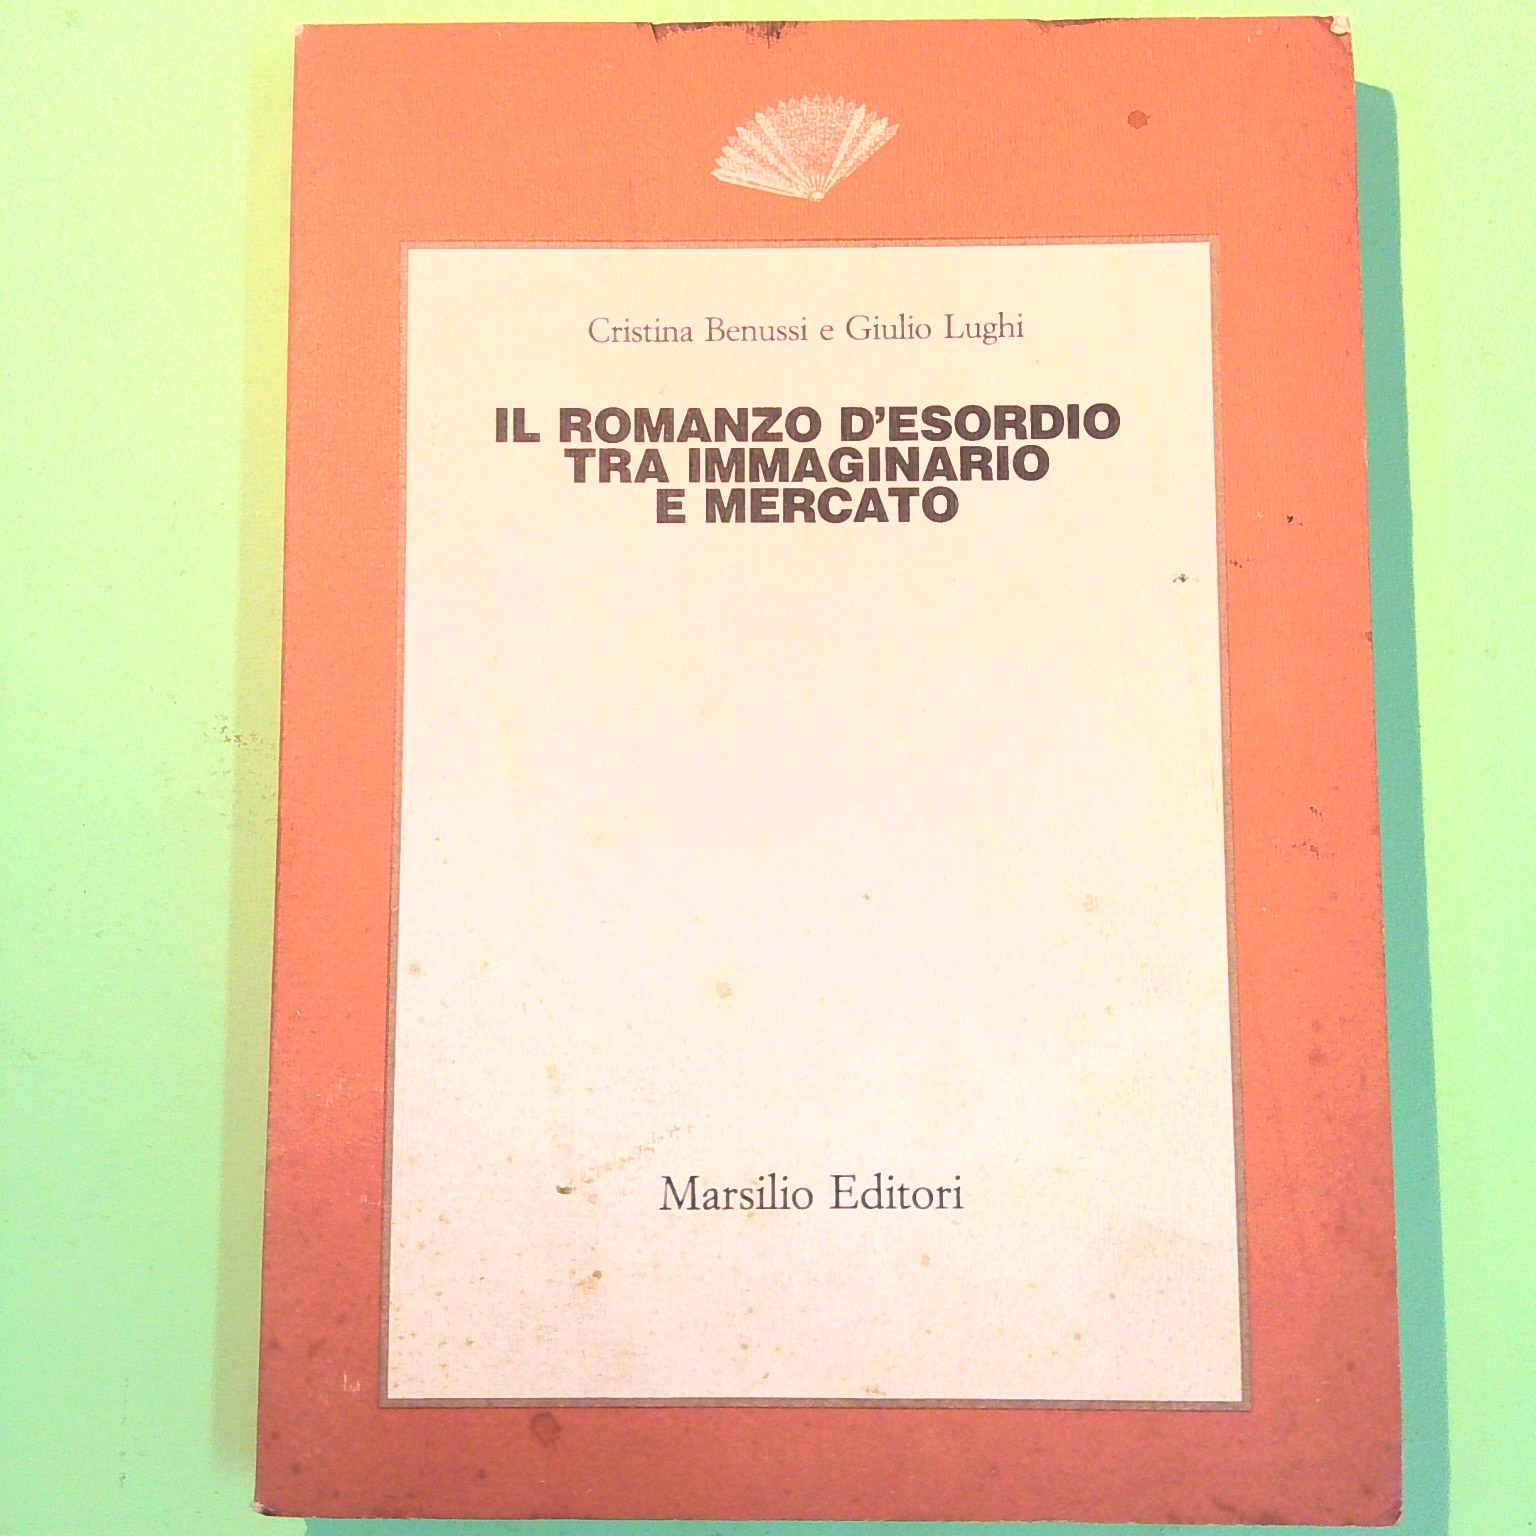 Cristina Benussi e Giulio Lughi
IL ROMANZO D'ESORDIO
TRA IMMAGINARIO
E MERCATO
Marsilio Editori